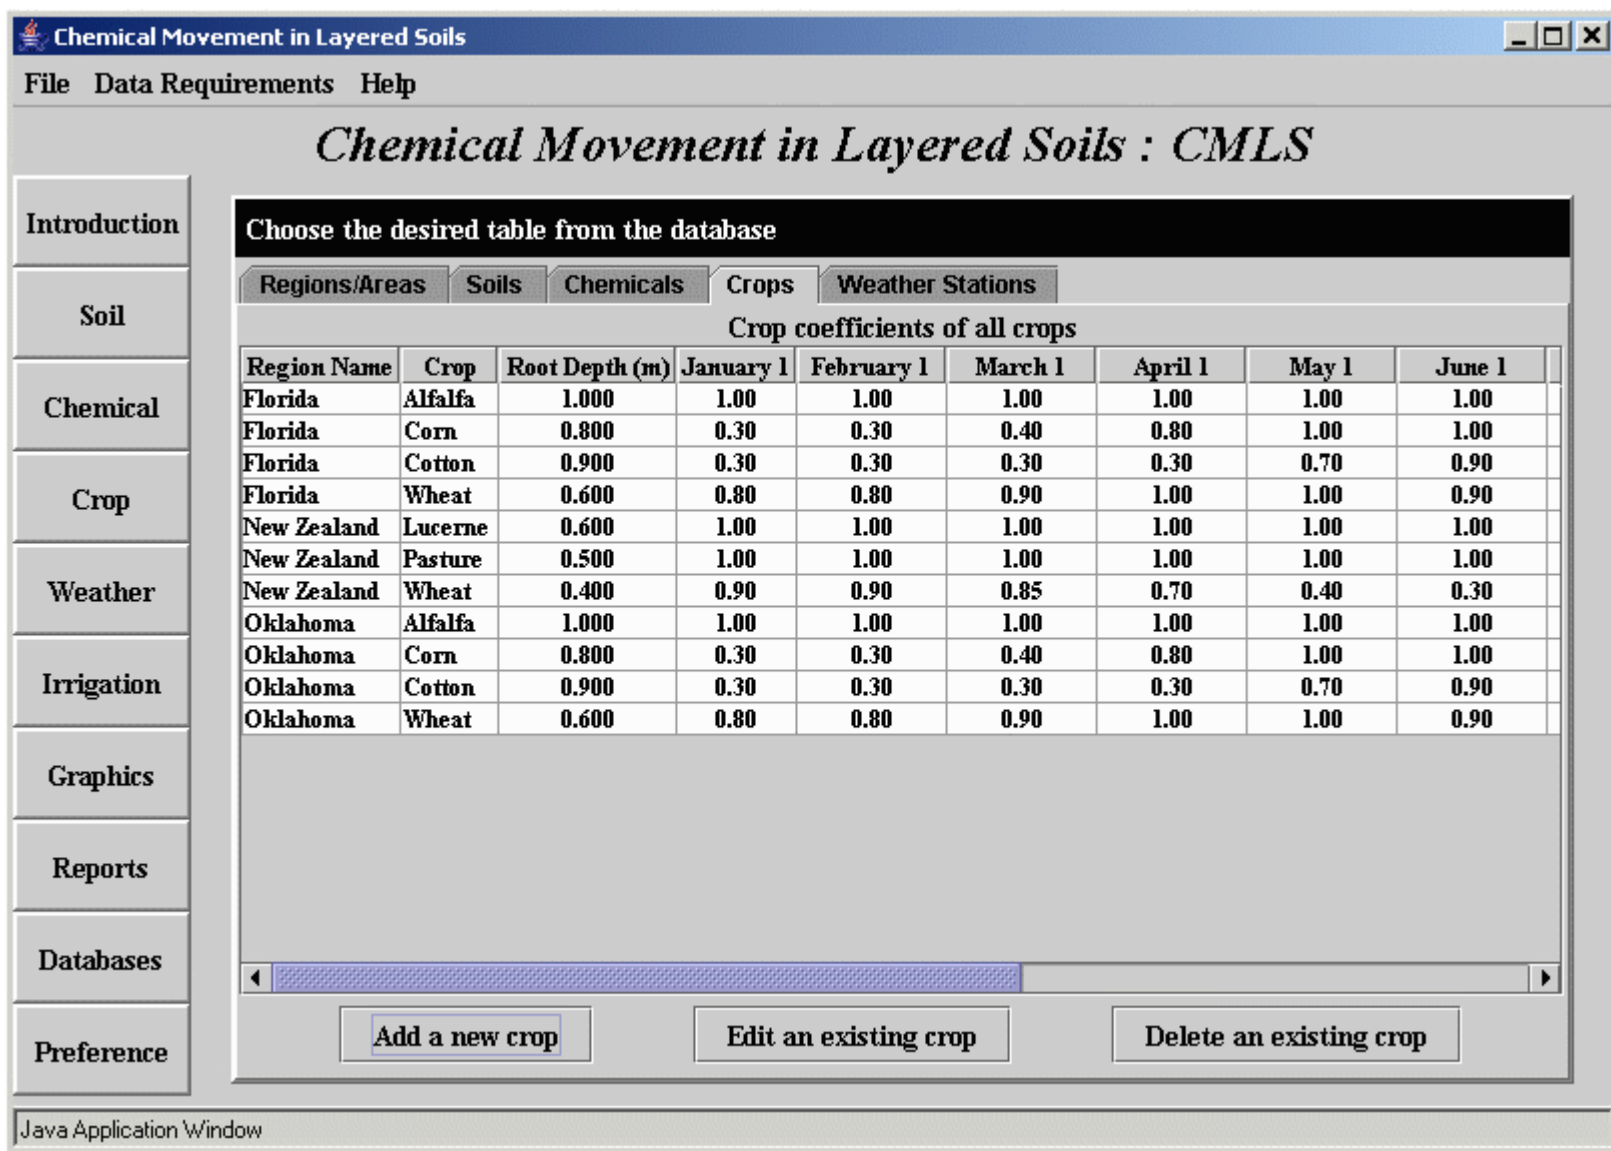 Chemical Movement in Layered Soils
File Data Requirements Help
Chemical Movement in Layered Soils : CMLS
Introduction
Soil
Chemical
Crop
Weather
Irrigation
Graphics
Reports
Databases
Preference
Choose the desired table from the database
Regions/Areas Soils Chemicals Crops Weather Stations
Crop coefficients of all crops
Region Name Crop Root Depth (m) January 1 February 1 March 1 April 1 May 1 June 1
Florida Alfalfa 1.000 1.00 1.00 1.00 1.00 1.00 1.00
Florida Corn 0.800 0.30 0.30 0.40 0.80 1.00 1.00
Florida Cotton 0.900 0.30 0.30 0.30 0.30 0.70 0.90
Florida Wheat 0.600 0.80 0.80 0.90 1.00 1.00 0.90
New Zealand Lucerne 0.600 1.00 1.00 1.00 1.00 1.00 1.00
New Zealand Pasture 0.500 1.00 1.00 1.00 1.00 1.00 1.00
New Zealand Wheat 0.400 0.90 0.90 0.85 0.70 0.40 0.30
Oklahoma Alfalfa 1.000 1.00 1.00 1.00 1.00 1.00 1.00
Oklahoma Corn 0.800 0.30 0.30 0.40 0.80 1.00 1.00
Oklahoma Cotton 0.900 0.30 0.30 0.30 0.30 0.70 0.90
Oklahoma Wheat 0.600 0.80 0.80 0.90 1.00 1.00 0.90
Add a new crop Edit an existing crop Delete an existing crop
Java Application Window